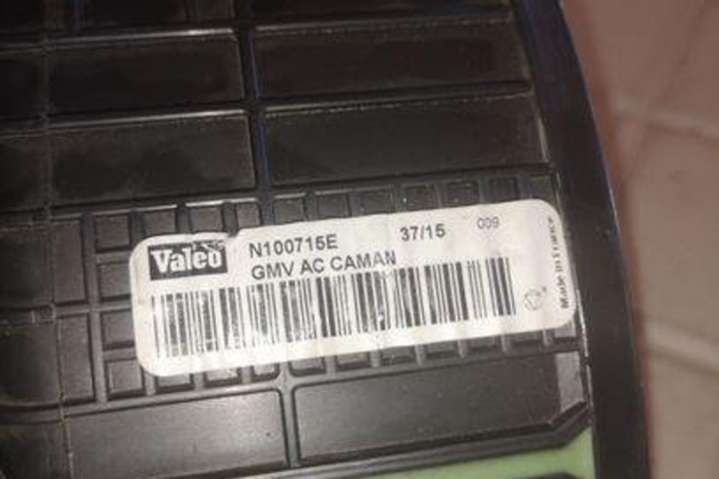 Valeo N100715E 37/15 009
GMV AC CAMAN
Made in France